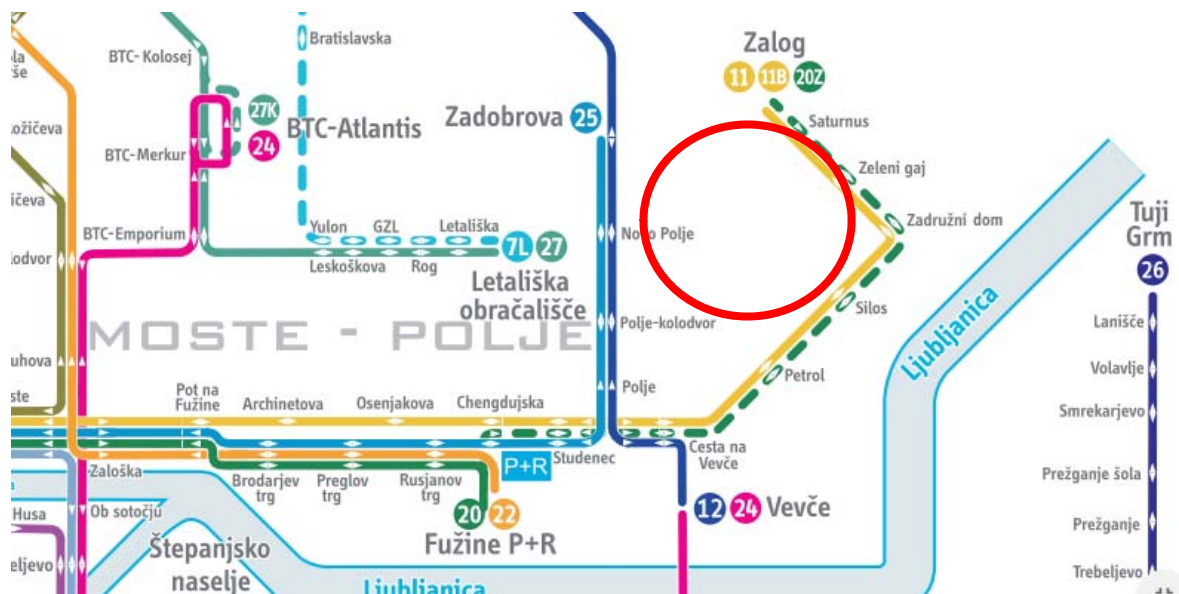 Bratislavska
Zalog
11 11B 20Z
BTC-Kolosej
27K
24
BTC-Atlantis
Zadobrova 25
Saturnus
BTC-Merkur
Zeleni gaj
Zadružni dom
Tuji
Grm
26
BTC-Emporium
Yulon
GZL
Letališka
Novo Polje
7L 27
Leskoškova
Rog
Letališka
obračališče
Silos
Ljubljanica
Lanišče
MOSTE - POLJE
Polje-kolodvor
Volavlje
Petrol
Pot na
Fužine
Archinetova
Osenjakova
Chengdujska
Polje
Smrekarjevo
Cesta na
Vevče
Studenec
P+R
Zaloška
Brodarjev
trg
Preglov
trg
Rusjanov
trg
Prežganje šola
20 22
Fužine P+R
12 24 Vevče
Husa
Ob sotočju
Prežganje
Štepanjsko
naselje
Trebeljevo
Ljubljanica